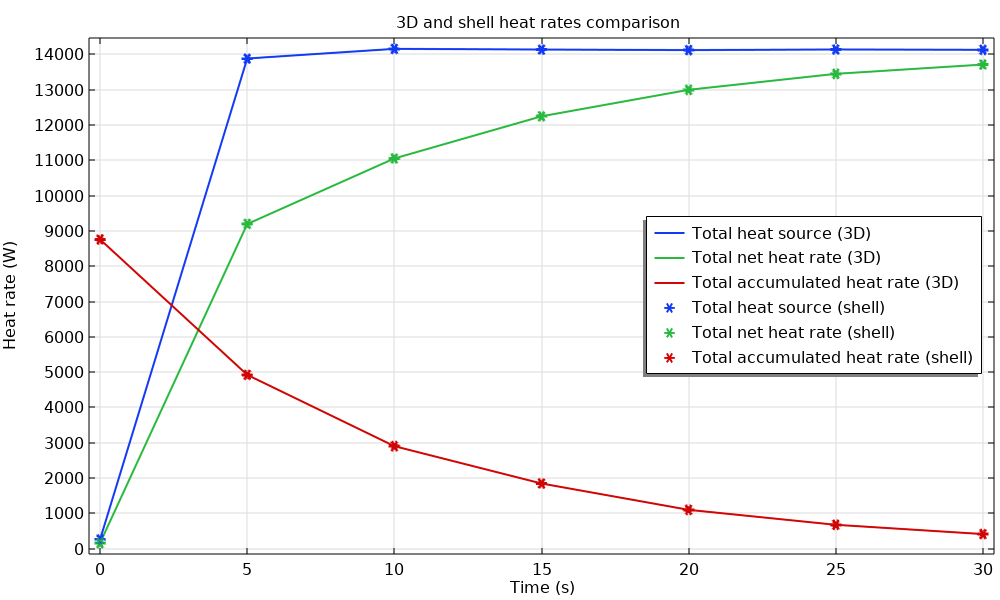 3D and shell heat rates comparison
Heat rate (W)
14000
13000
12000
11000
10000
9000
8000
7000
6000
5000
4000
3000
2000
1000
0
Total heat source (3D)
Total net heat rate (3D)
Total accumulated heat rate (3D)
Total heat source (shell)
Total net heat rate (shell)
Total accumulated heat rate (shell)
0 5 10 15 20 25 30
Time (s)